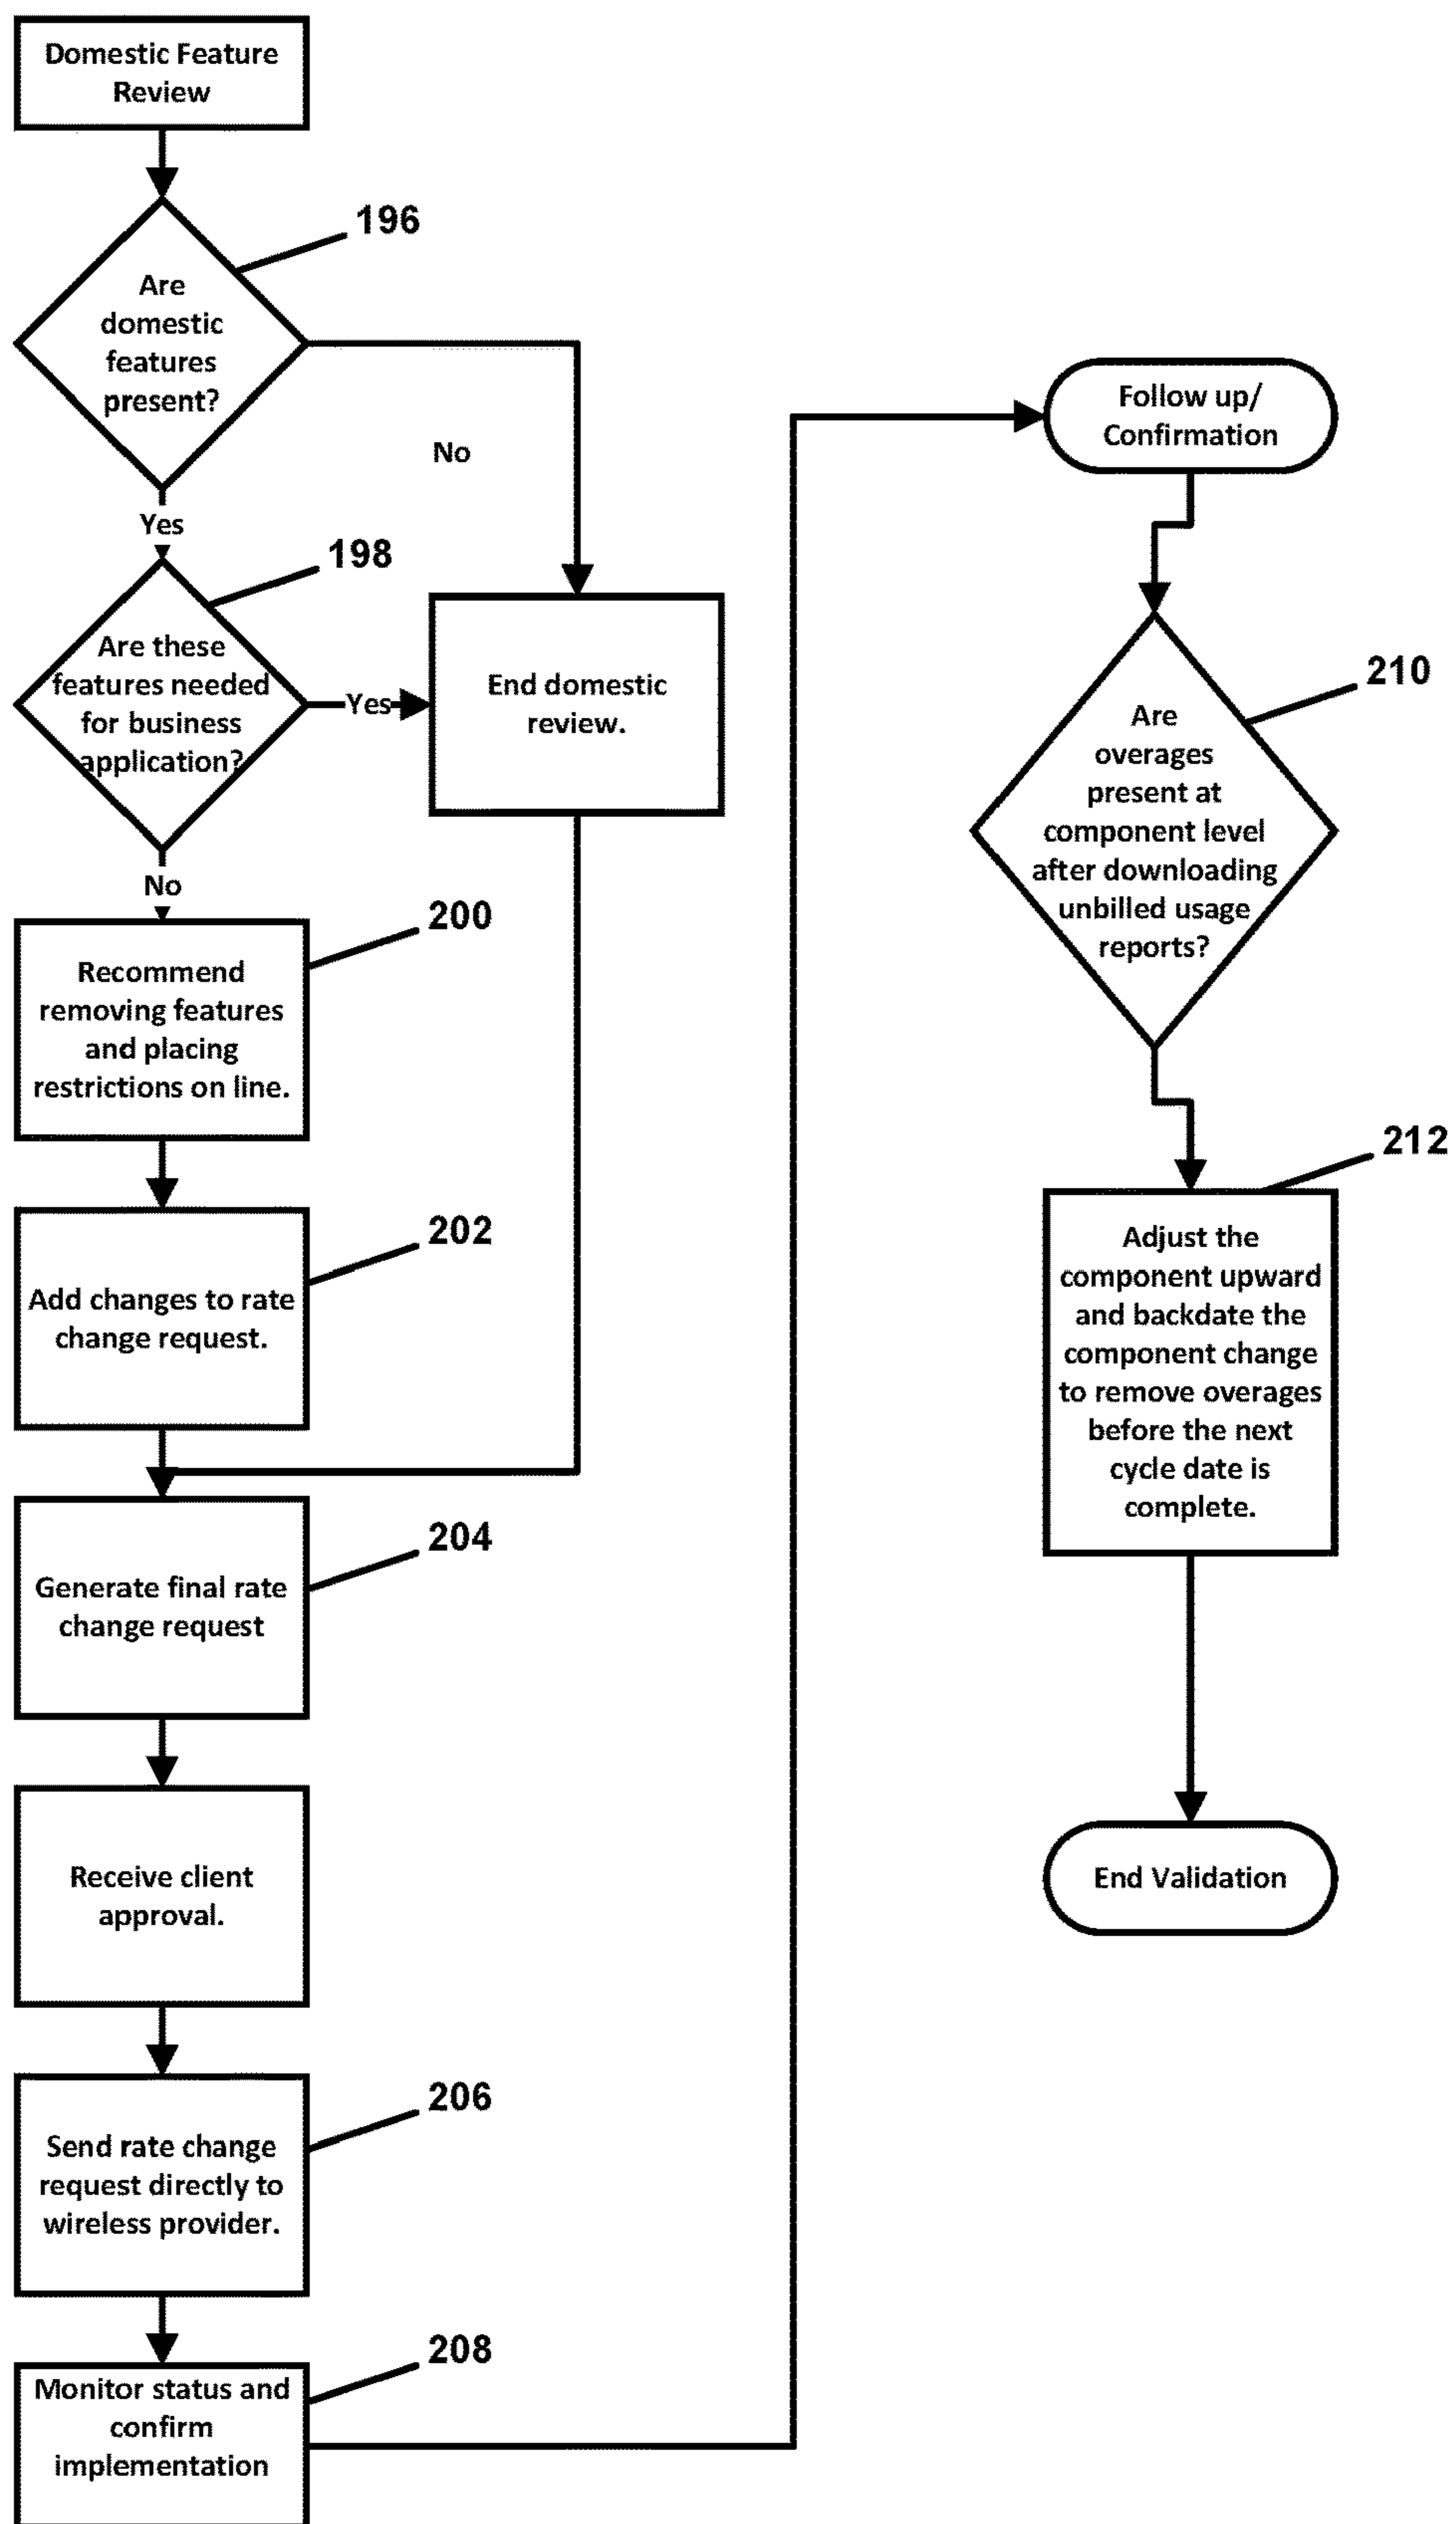 Domestic Feature
Review
196
Are
domestic
features
present?
No
Yes
198
Are these
features needed
for business
application?
Yes
End domestic
review.
No
200
Recommend
removing features
and placing
restrictions on line.
202
Add changes to rate
change request.
204
Generate final rate
change request
Receive client
approval.
206
Send rate change
request directly to
wireless provider.
208
Monitor status and
confirm
implementation
Follow up/
Confirmation
210
Are
overages
present at
component level
after downloading
unbilled usage
reports?
212
Adjust the
component upward
and backdate the
component change
to remove overages
before the next
cycle date is
complete.
End Validation